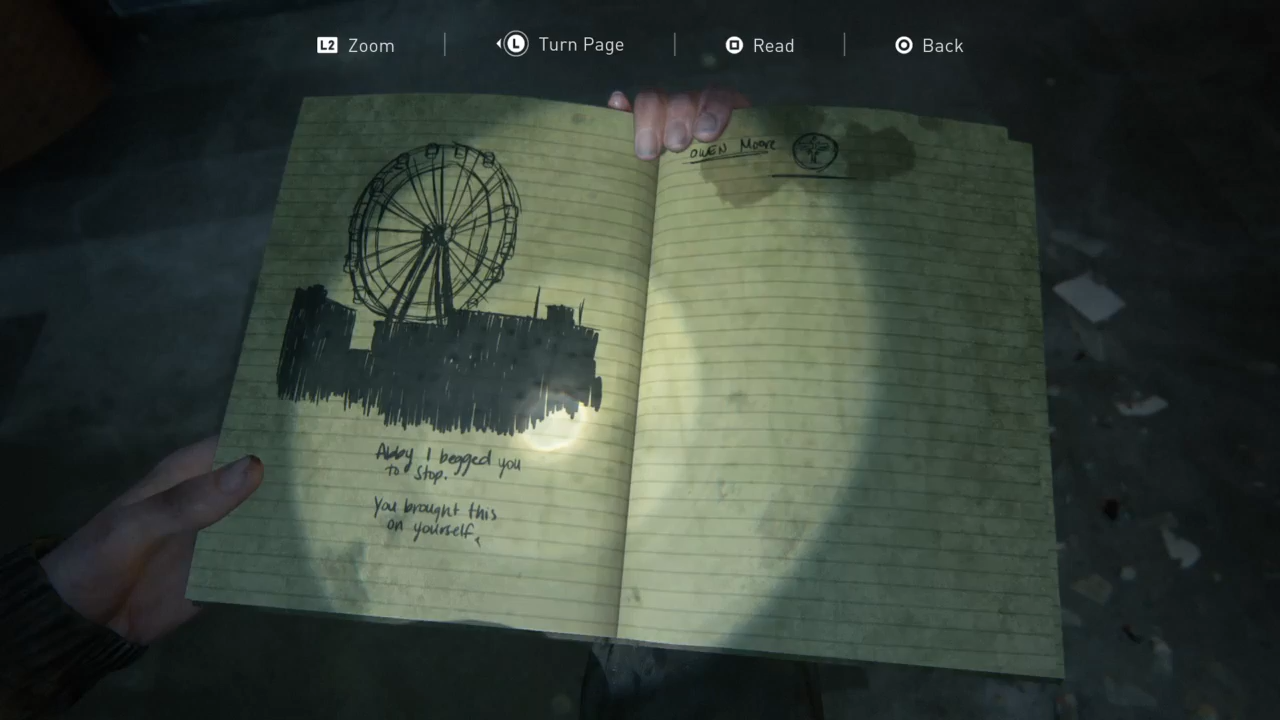 L2 Zoom
L Turn Page
Read
Back
Abby I begged you
to stop.
You brought this
on yourself.
OWEN Moore